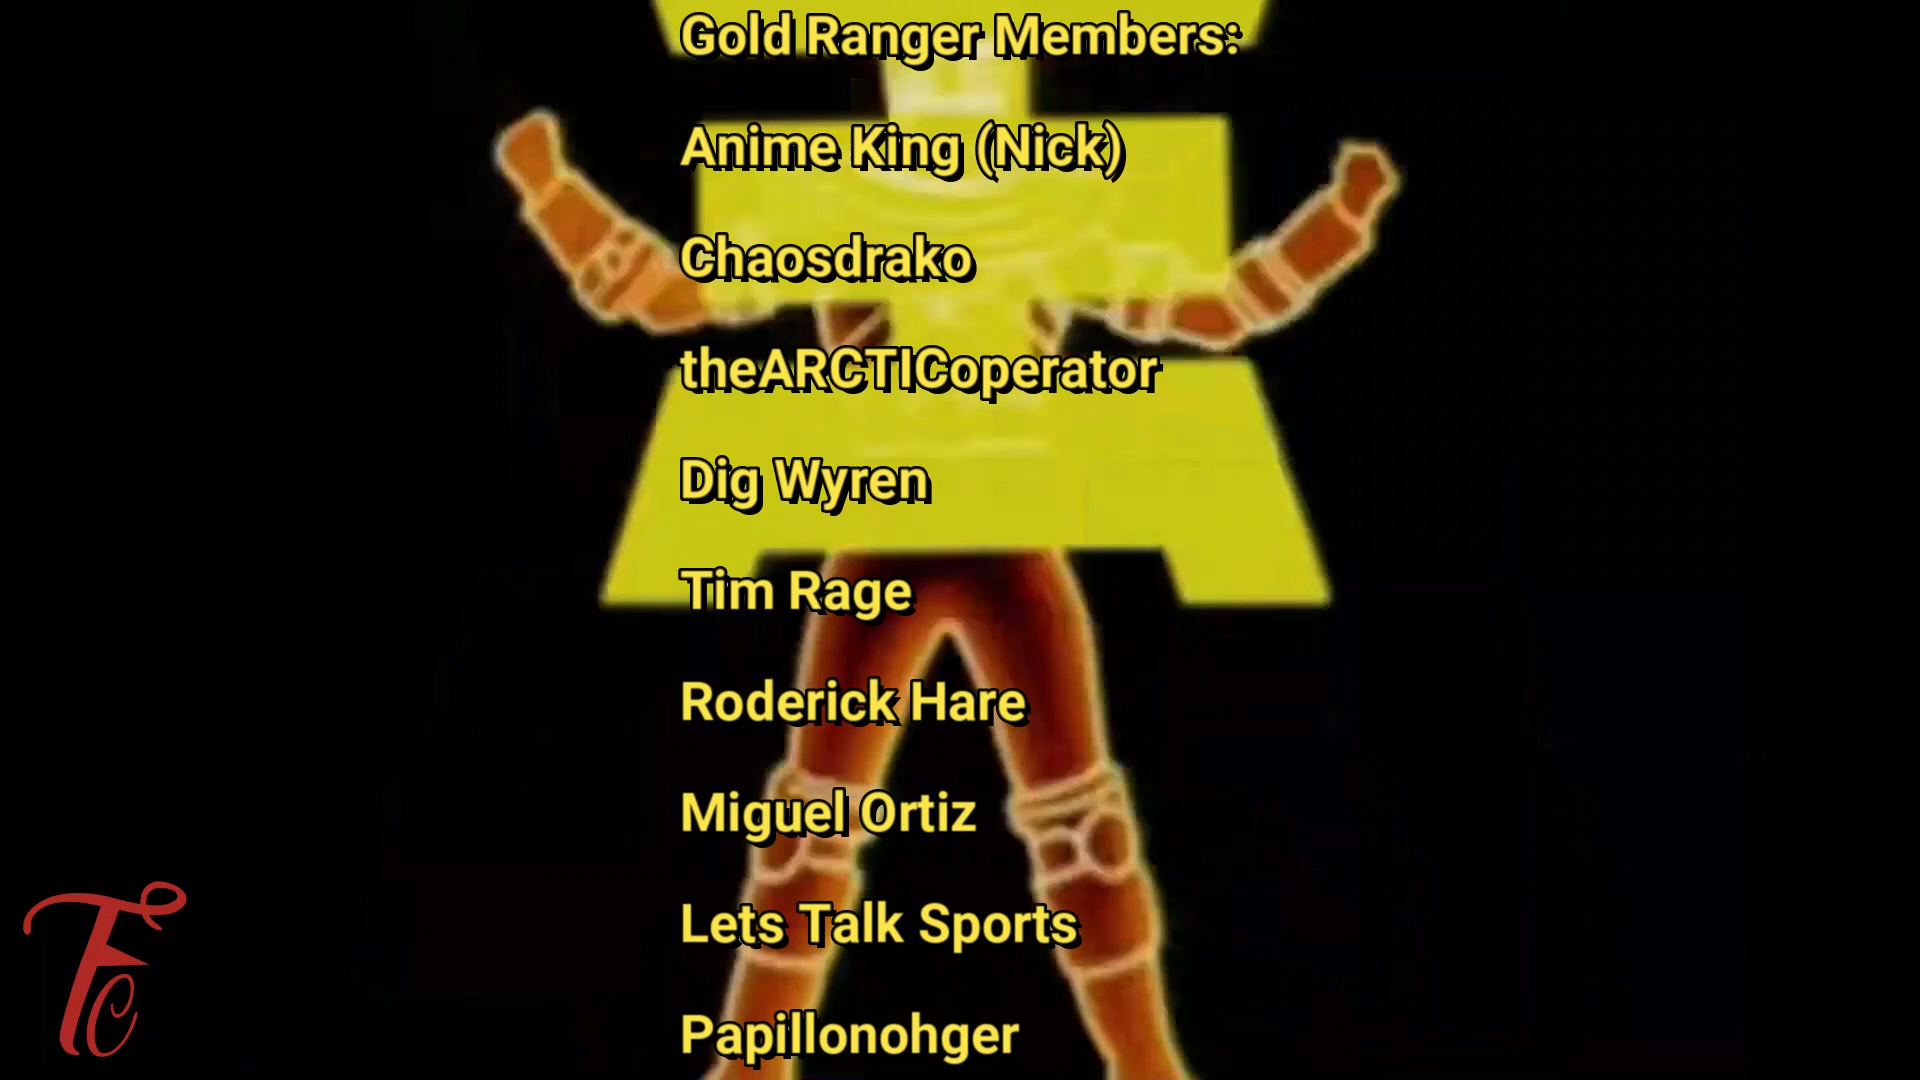 Gold Ranger Members:
Anime King (Nick)
Chaosdrako
theARCTICoperator
Dig Wyren
Tim Rage
Roderick Hare
Miguel Ortiz
Lets Talk Sports
Papillonohger
FC